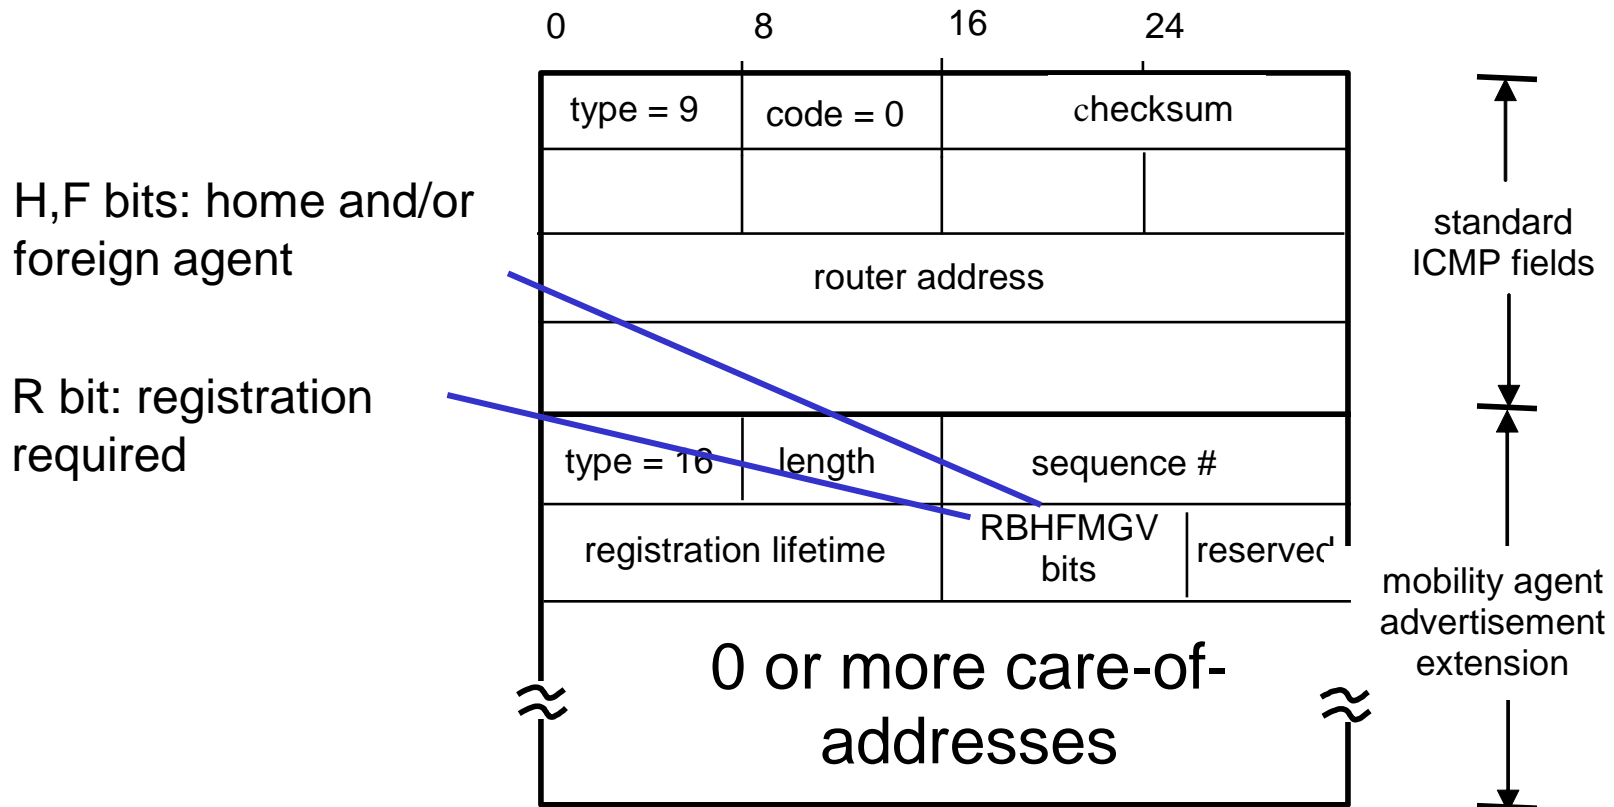 0 8 16 24
type = 9 code = 0 checksum
H,F bits: home and/or
foreign agent
standard
ICMP fields
router address
R bit: registration
required
type = 16 length sequence #
registration lifetime RBHFMGV
bits
reserved
mobility agent
advertisement
extension
0 or more care-of-
addresses